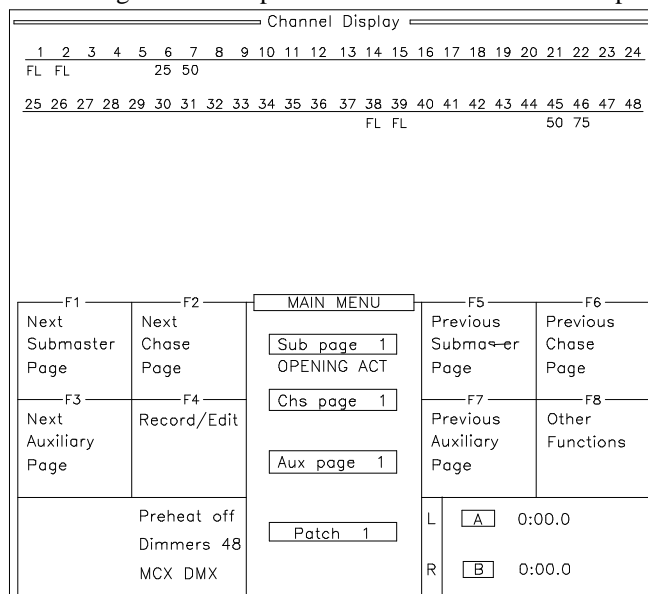 Channel Display
1 2 3 4 5 6 7 8 9 10 11 12 13 14 15 16 17 18 19 20 21 22 23 24
FL FL 25 50
25 26 27 28 29 30 31 32 33 34 35 36 37 38 39 40 41 42 43 44 45 46 47 48
FL FL 50 75
F1 F2 MAIN MENU F5 F6
Next Next Previous Previous
Submaster Chase Sub page 1 Submaster Chase
Page Page OPENING ACT Page Page
F3 F4 Chs page 1 F7 F8
Next Record/Edit Previous Other
Auxiliary Auxiliary Functions
Page Aux page 1 Page
Preheat off L A 0:00.0
Dimmers 48 Patch 1
MCX DMX R B 0:00.0